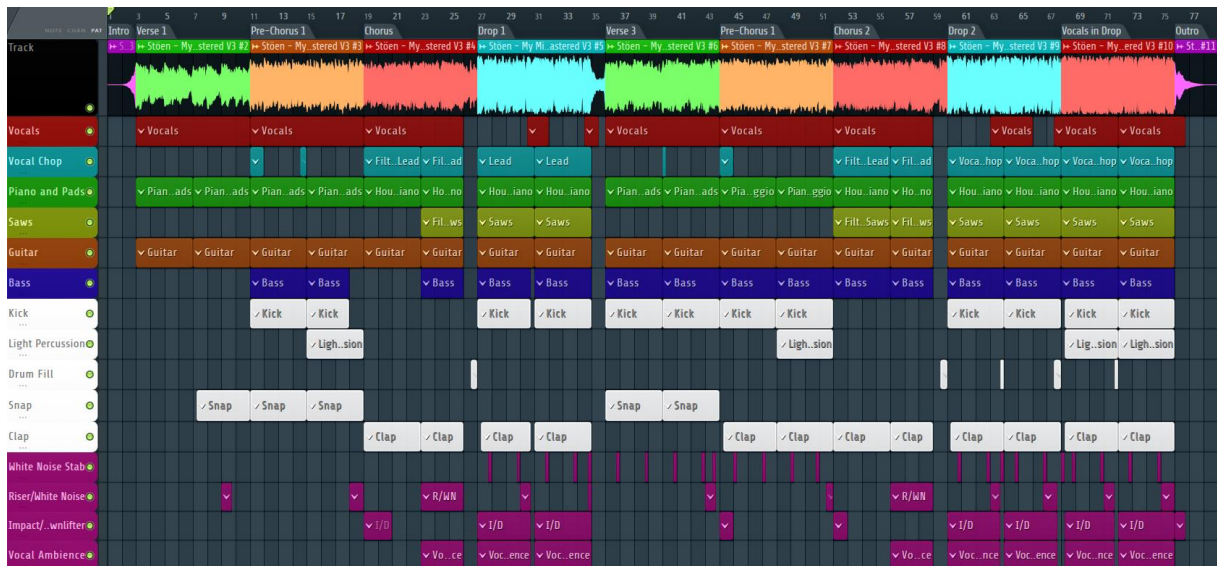 1 3 5 7 9 11 13 15 17 19 21 23 25 27 29 31 33 35 37 39 41 43 45 47 49 51 53 55 57 59 61 63 65 67 69 71 73 75 77
NOTE CHAN PAT Intro Verse 1 Pre-Chorus 1 Chorus Drop 1 Verse 3 Pre-Chorus 1 Chorus 2 Drop 2 Vocals in Drop Outro
Track Stöen - My..stered V3 #2 Stöen - My..stered V3 #3 Stöen - My..stered V3 #4 Stöen - My Mi..astered V3 #5 Stöen - My..stered V3 #6 Stöen - My..stered V3 #7 Stöen - My..stered V3 #8 Stöen - My..stered V3 #9 Stöen - My..ered V3 #10 St..#11
Vocals Vocals Vocals Vocals Vocals Vocals Vocals Vocals Vocals Vocals
Vocal Chop Filt..Lead Fil..ad Lead Lead Filt..Lead Fil..ad Voca..hop Voca..hop Voca..hop Voca..hop
Piano and Pads Pian..ads Pian..ads Pian..ads Pian..ads Hou..iano Ho..no Hou..iano Hou..iano Pian..ads Pian..ads Pia..ggio Pian..ggio Hou..iano Ho..no Hou..iano Hou..iano Hou..iano Hou..iano
Saws Fil..ws Saws Saws Filt..Saws Fil..ws Saws Saws Saws Saws
Guitar Guitar Guitar Guitar Guitar Guitar Guitar Guitar Guitar Guitar Guitar Guitar Guitar Guitar Guitar Guitar Guitar Guitar Guitar
Bass Bass Bass Bass Bass Bass Bass Bass Bass Bass Bass Bass Bass Bass Bass Bass
Kick Kick Kick Kick Kick Kick Kick Kick Kick Kick Kick Kick Kick
Light Percussion Ligh..sion Ligh..sion Lig..sion Ligh..sion
Drum Fill
Snap Snap Snap Snap Snap Snap
Clap Clap Clap Clap Clap Clap Clap Clap Clap Clap Clap Clap Clap
White Noise Stab
Riser/White Noise R/WN R/WN
Impact/..wnlifter I/D I/D I/D I/D I/D I/D I/D
Vocal Ambience Vo..ce Voc..ence Voc..ence Vo..ce Voc..nce Voc..ence Voc..nce Voc..ence